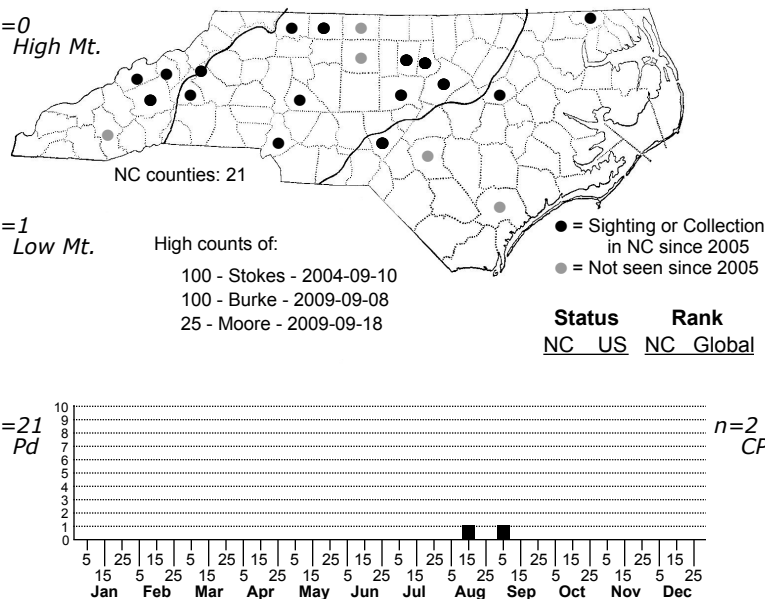 =0
High Mt.
NC counties: 21
=1
Low Mt.
High counts of:
100 - Stokes - 2004-09-10
100 - Burke - 2009-09-08
25 - Moore - 2009-09-18
= Sighting or Collection
in NC since 2005
= Not seen since 2005
Status Rank
NC US NC Global
=21
Pd
n=2
CP
10
9
8
7
6
5
4
3
2
1
0
5 25 15 5 25 15 5 25 15 5 25 15 5 25 15 5 25 15
15 5 25 15 5 25 15 5 25 15 5 25 15 5 25 15 5 25
Jan Feb Mar Apr May Jun Jul Aug Sep Oct Nov Dec